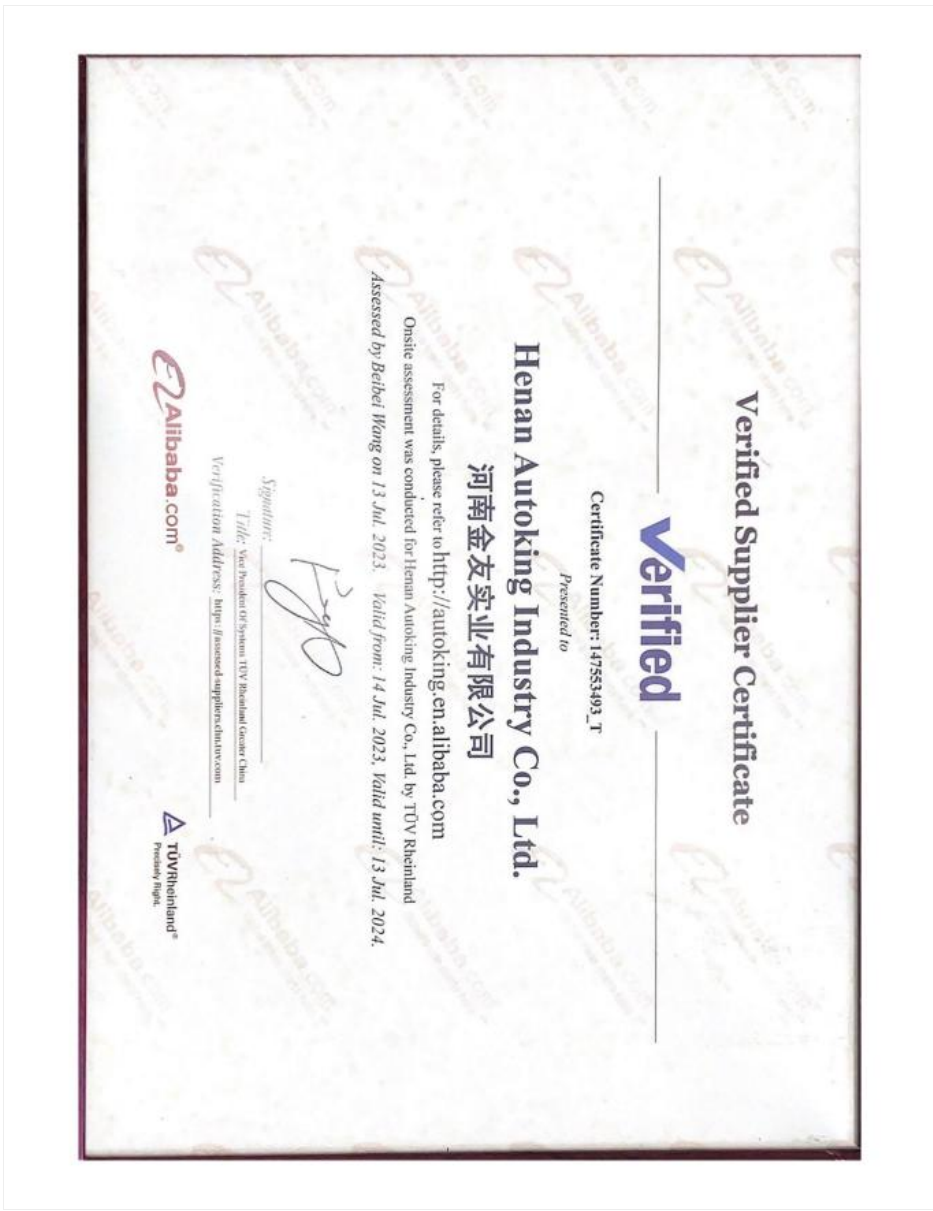 Verified Supplier Certificate
Verified
Certificate Number: 147553493_T
Presented to
Henan Autoking Industry Co., Ltd.
河南金友实业有限公司
For details, please refer to http://autoking.en.alibaba.com
Onsite assessment was conducted for Henan Autoking Industry Co., Ltd. by TÜV Rheinland
Assessed by Beibei Wang on 13 Jul. 2023. Valid from: 14 Jul. 2023, Valid until: 13 Jul. 2024.
Signature:
Title: Vice President Of Systems TÜV Rheinland Greater China
Verification Address: https://assessed-suppliers.chn.tuv.com
Alibaba.com®
TÜVRheinland®
Precisely Right.